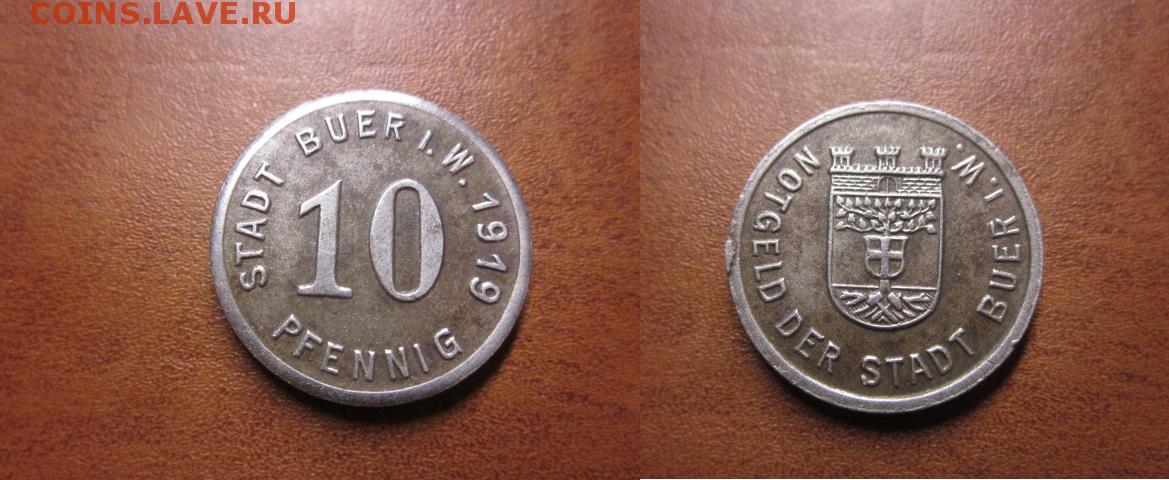 COINS.LAVE.RU
STADT BUER I.W. 1919
10
PFENNIG
NOTGELD DER STADT BUER I.W.